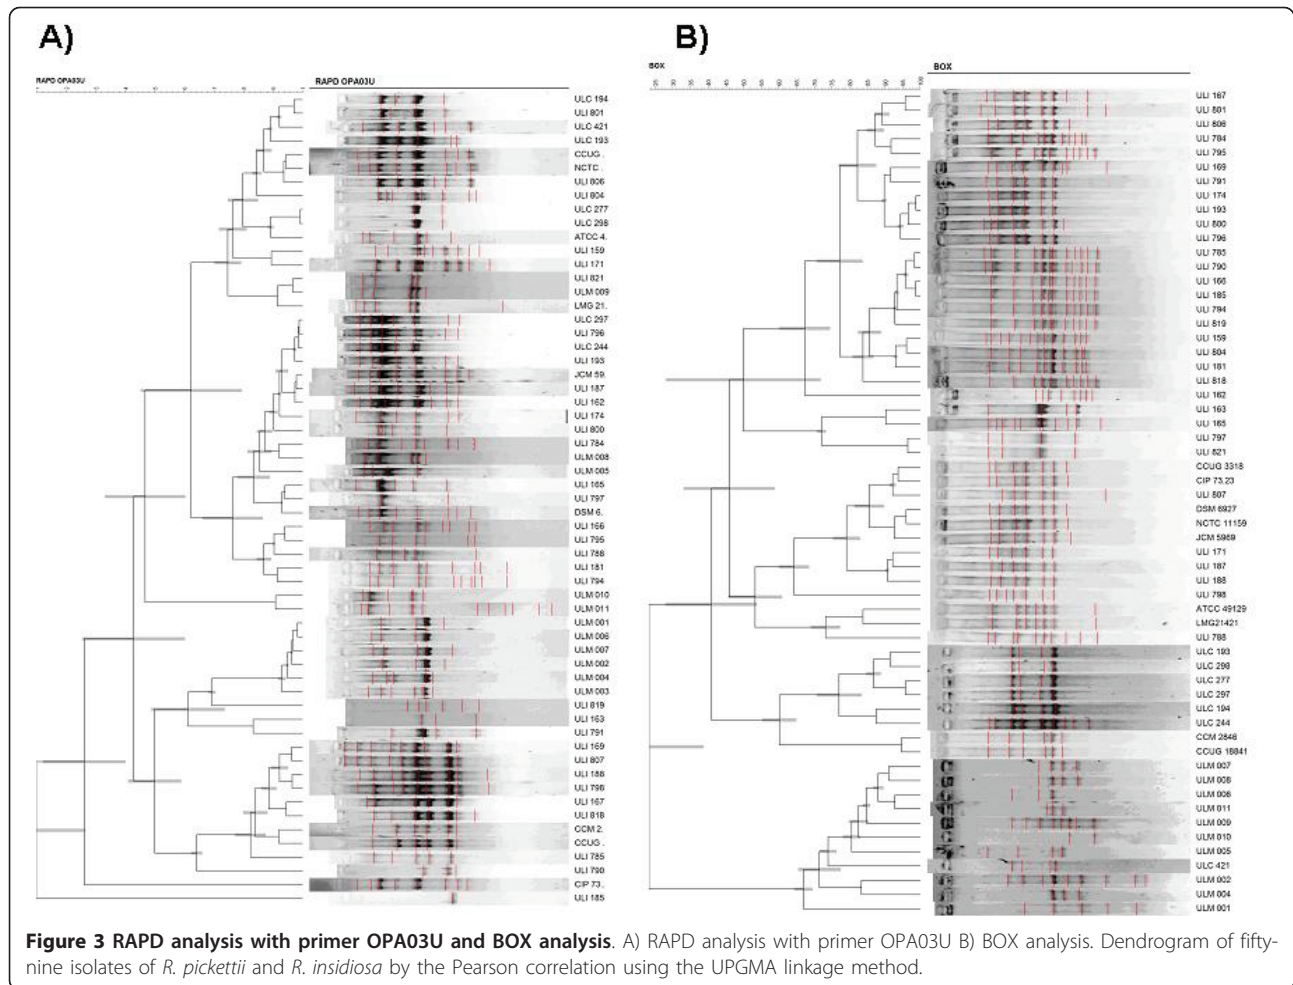 A)
B)
RAPD OPA03U
RAPD OPA03U
ULC 194
ULI 801
ULC 421
ULC 193
CCUG .
NCTC .
ULI 806
ULI 804
ULC 277
ULC 298
ATCC 4.
ULI 159
ULI 171
ULI 821
ULM 009
LMG 21.
ULC 297
ULI 796
ULC 244
ULI 193
JCM 59.
ULI 187
ULI 162
ULI 174
ULI 800
ULI 784
ULM 008
ULM 005
ULI 165
ULI 797
DSM 6.
ULI 166
ULI 795
ULI 788
ULI 181
ULI 794
ULM 010
ULM 011
ULM 001
ULM 006
ULM 007
ULM 002
ULM 004
ULM 003
ULI 819
ULI 163
ULI 791
ULI 169
ULI 807
ULI 188
ULI 798
ULI 167
ULI 818
CCM 2.
CCUG .
ULI 785
ULI 790
CIP 73.
ULI 185
BOX
BOX
ULI 167
ULI 801
ULI 806
ULI 784
ULI 795
ULI 169
ULI 791
ULI 174
ULI 193
ULI 800
ULI 796
ULI 785
ULI 790
ULI 166
ULI 185
ULI 794
ULI 819
ULI 159
ULI 804
ULI 181
ULI 818
ULI 162
ULI 163
ULI 165
ULI 797
ULI 821
CCUG 3318
CIP 73.23
ULI 807
DSM 6927
NCTC 11159
JCM 5969
ULI 171
ULI 187
ULI 188
ULI 798
ATCC 49129
LMG21421
ULI 788
ULC 193
ULC 298
ULC 277
ULC 297
ULC 194
ULC 244
CCM 2846
CCUG 18841
ULM 007
ULM 008
ULM 006
ULM 011
ULM 009
ULM 010
ULM 005
ULC 421
ULM 002
ULM 004
ULM 001
Figure 3 RAPD analysis with primer OPA03U and BOX analysis. A) RAPD analysis with primer OPA03U B) BOX analysis. Dendrogram of fifty-
nine isolates of R. pickettii and R. insidiosa by the Pearson correlation using the UPGMA linkage method.